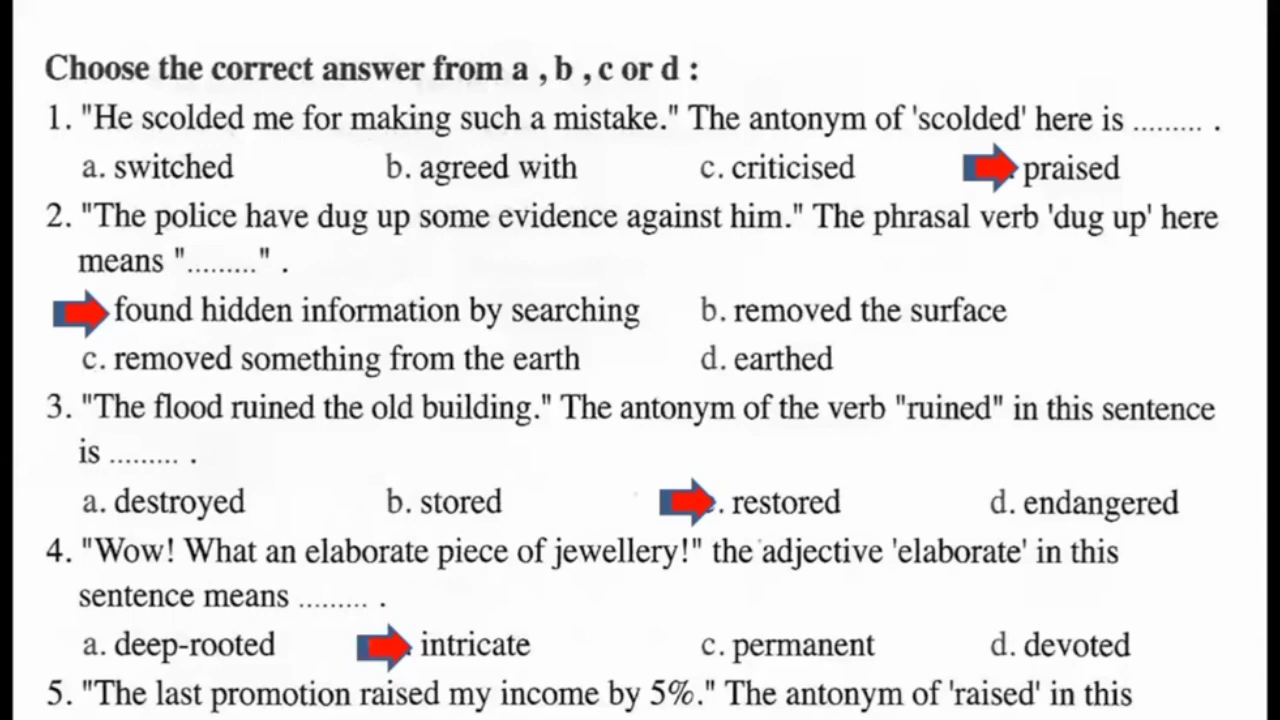 Choose the correct answer from a , b , c or d :
1. "He scolded me for making such a mistake." The antonym of 'scolded' here is ......... .
a. switched b. agreed with c. criticised praised
2. "The police have dug up some evidence against him." The phrasal verb 'dug up' here
means "........." .
found hidden information by searching b. removed the surface
c. removed something from the earth d. earthed
3. "The flood ruined the old building." The antonym of the verb "ruined" in this sentence
is ......... .
a. destroyed b. stored . restored d. endangered
4. "Wow! What an elaborate piece of jewellery!" the adjective 'elaborate' in this
sentence means ......... .
a. deep-rooted intricate c. permanent d. devoted
5. "The last promotion raised my income by 5%." The antonym of 'raised' in this